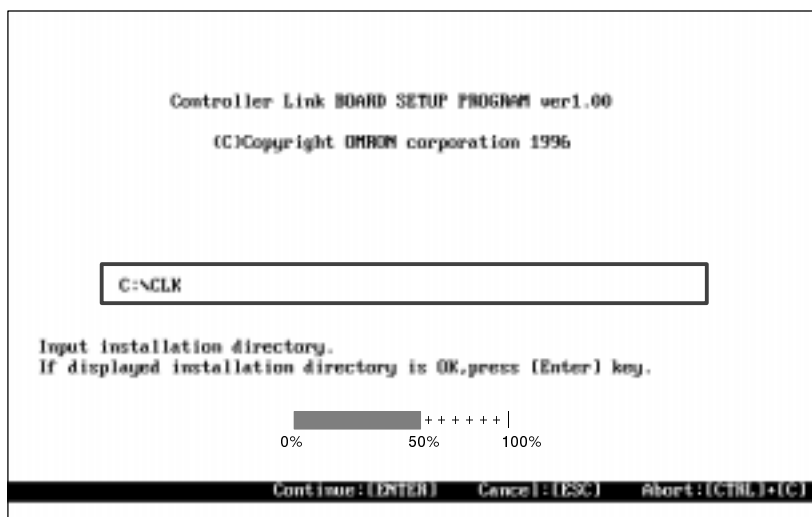 Controller Link BOARD SETUP PROGRAM ver1.00
(C)Copyright OMRON corporation 1996
C:\CLK
Input installation directory.
If displayed installation directory is OK,press [Enter] key.
++++++|
0% 50% 100%
Continue:[ENTER] Cancel:[ESC] Abort:[CTRL]+[C]